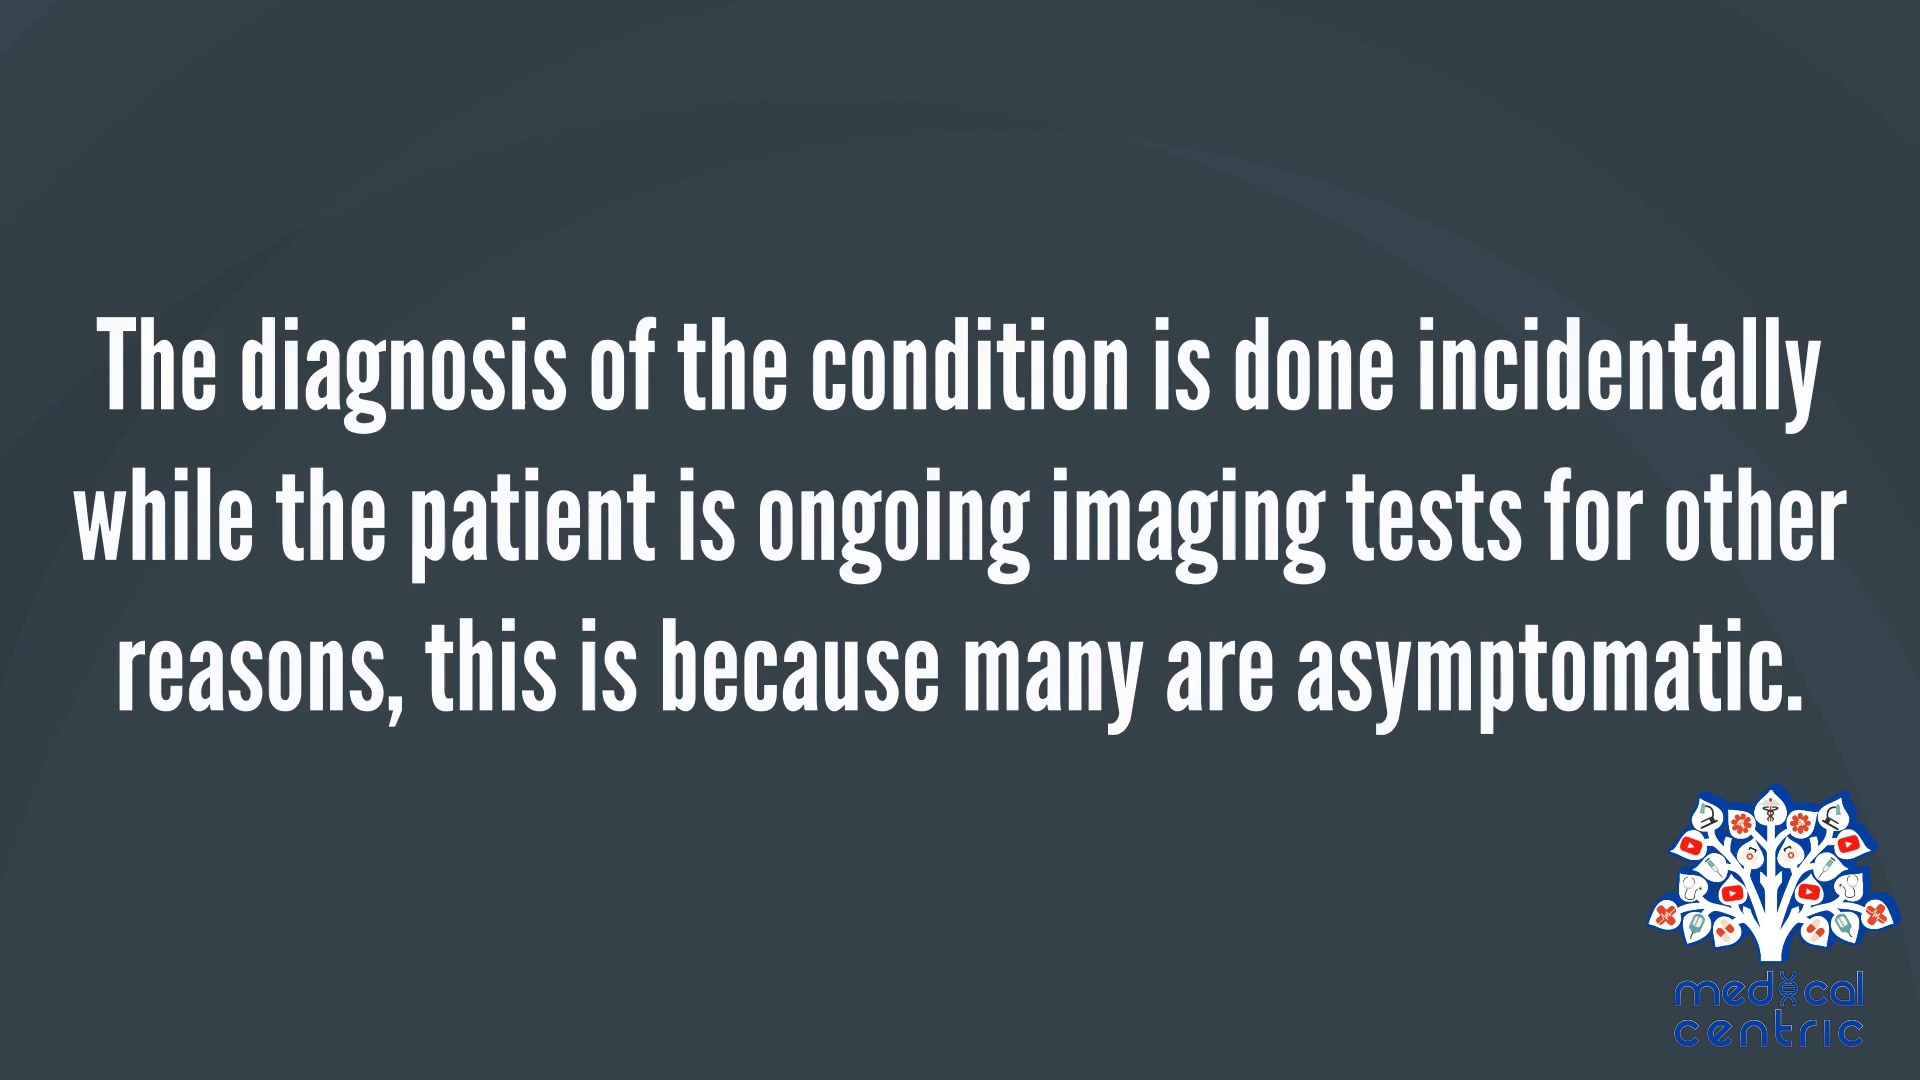 The diagnosis of the condition is done incidentally
while the patient is ongoing imaging tests for other
reasons, this is because many are asymptomatic.
medical
centric